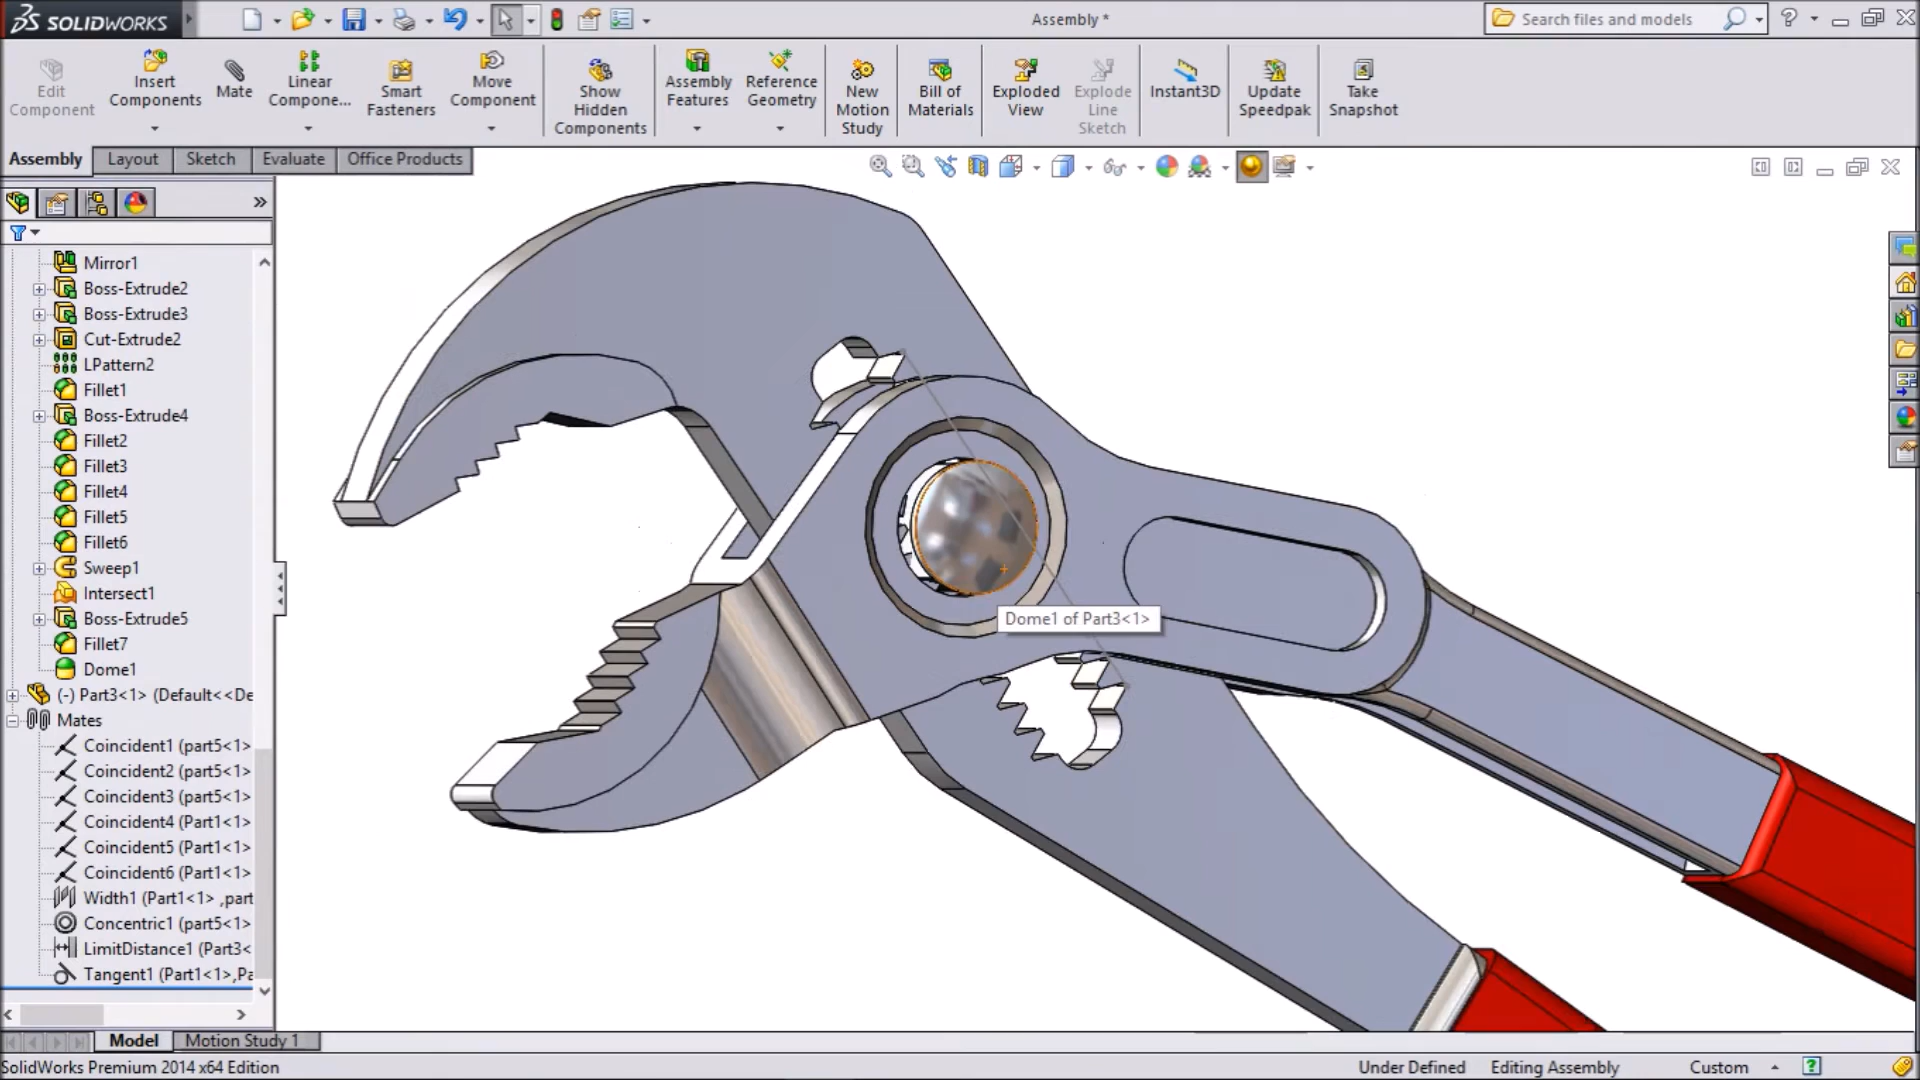 SOLIDWORKS
Assembly *
Search files and models
Edit Component
Insert Components
Mate
Linear Compone...
Smart Fasteners
Move Component
Show Hidden Components
Assembly Features
Reference Geometry
New Motion Study
Bill of Materials
Exploded View
Explode Line Sketch
Instant3D
Update Speedpak
Take Snapshot
Assembly
Layout
Sketch
Evaluate
Office Products
Mirror1
Boss-Extrude2
Boss-Extrude3
Cut-Extrude2
LPattern2
Fillet1
Boss-Extrude4
Fillet2
Fillet3
Fillet4
Fillet5
Fillet6
Sweep1
Intersect1
Boss-Extrude5
Fillet7
Dome1
(-) Part3<1> (Default<<De
Mates
Coincident1 (part5<1>
Coincident2 (part5<1>
Coincident3 (part5<1>
Coincident4 (Part1<1>
Coincident5 (Part1<1>
Coincident6 (Part1<1>
Width1 (Part1<1> ,part
Concentric1 (part5<1>
LimitDistance1 (Part3<
Tangent1 (Part1<1>,Pa
Dome1 of Part3<1>
Model
Motion Study 1
SolidWorks Premium 2014 x64 Edition
Under Defined
Editing Assembly
Custom